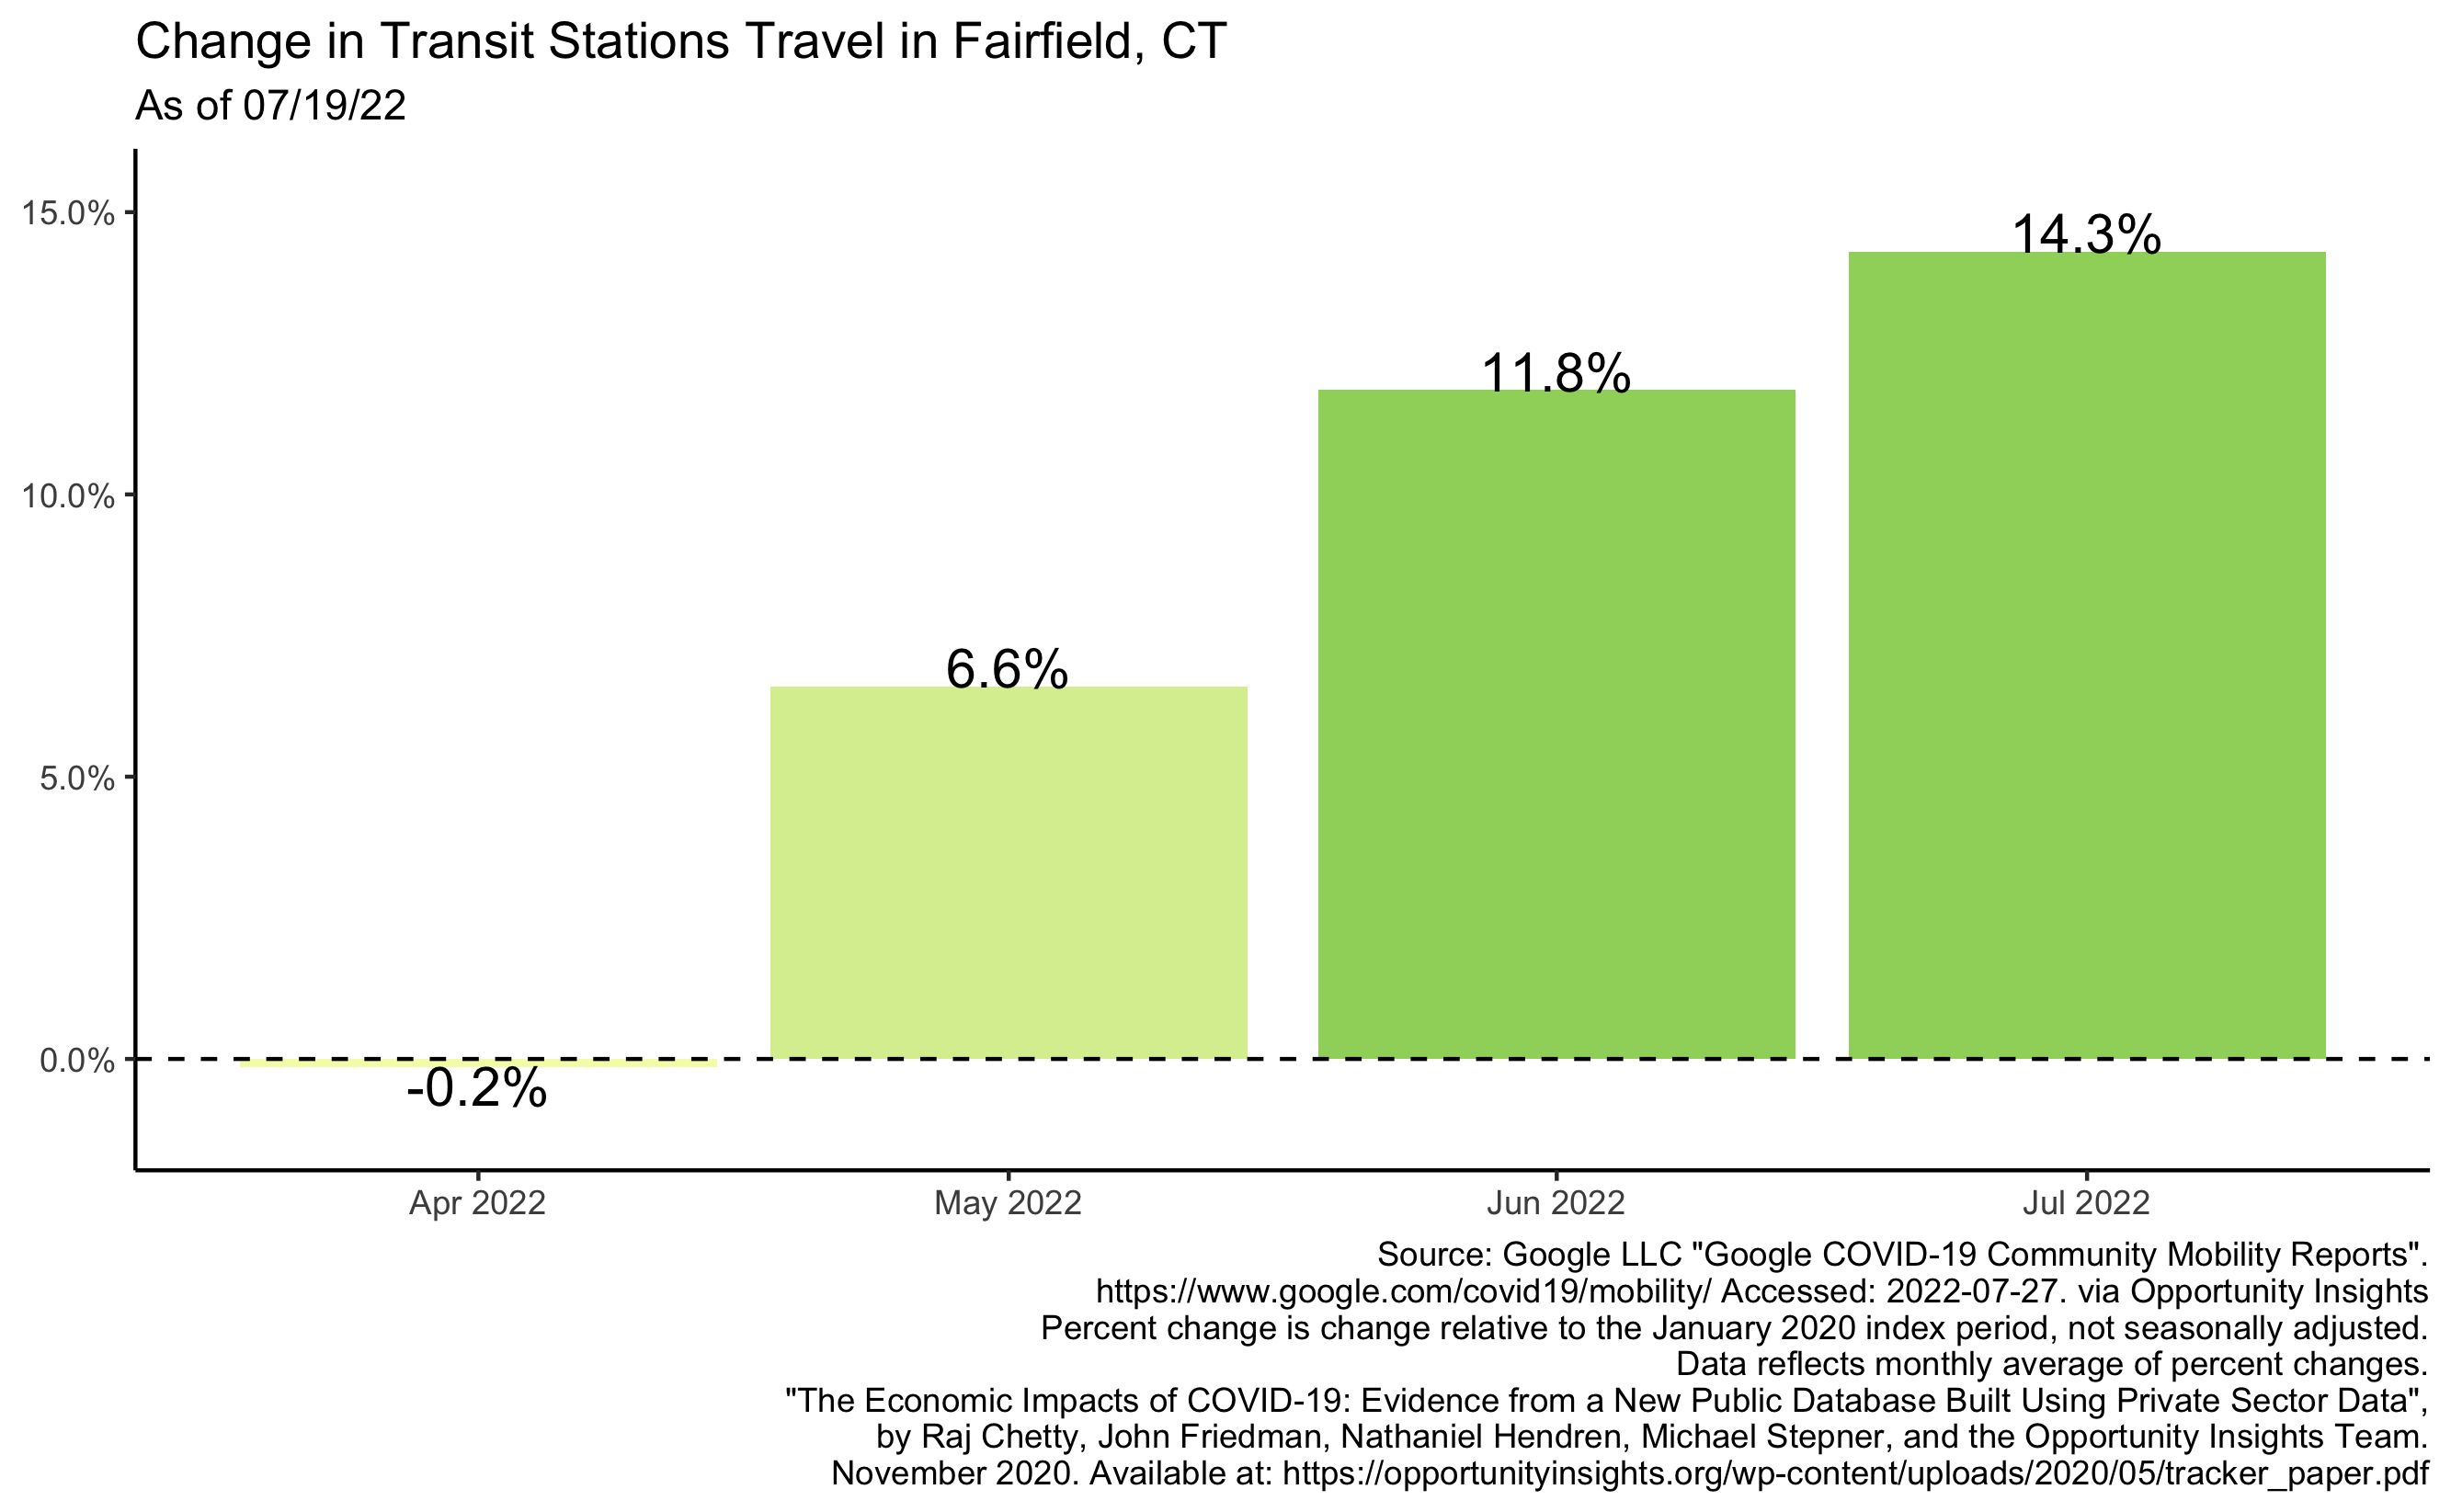 Change in Transit Stations Travel in Fairfield, CT
As of 07/19/22
15.0%
10.0%
5.0%
0.0%
-0.2%
6.6%
11.8%
14.3%
Apr 2022
May 2022
Jun 2022
Jul 2022
Source: Google LLC "Google COVID-19 Community Mobility Reports".
https://www.google.com/covid19/mobility/ Accessed: 2022-07-27. via Opportunity Insights
Percent change is change relative to the January 2020 index period, not seasonally adjusted.
Data reflects monthly average of percent changes.
"The Economic Impacts of COVID-19: Evidence from a New Public Database Built Using Private Sector Data",
by Raj Chetty, John Friedman, Nathaniel Hendren, Michael Stepner, and the Opportunity Insights Team.
November 2020. Available at: https://opportunityinsights.org/wp-content/uploads/2020/05/tracker_paper.pdf